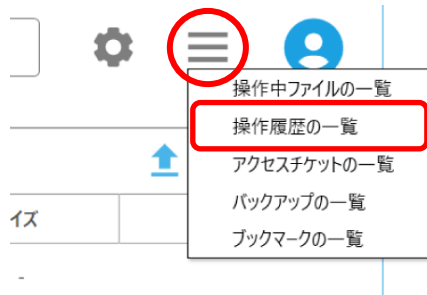 操作中ファイルの一覧
操作履歴の一覧
アクセスチケットの一覧
バックアップの一覧
ブックマークの一覧
イズ
-